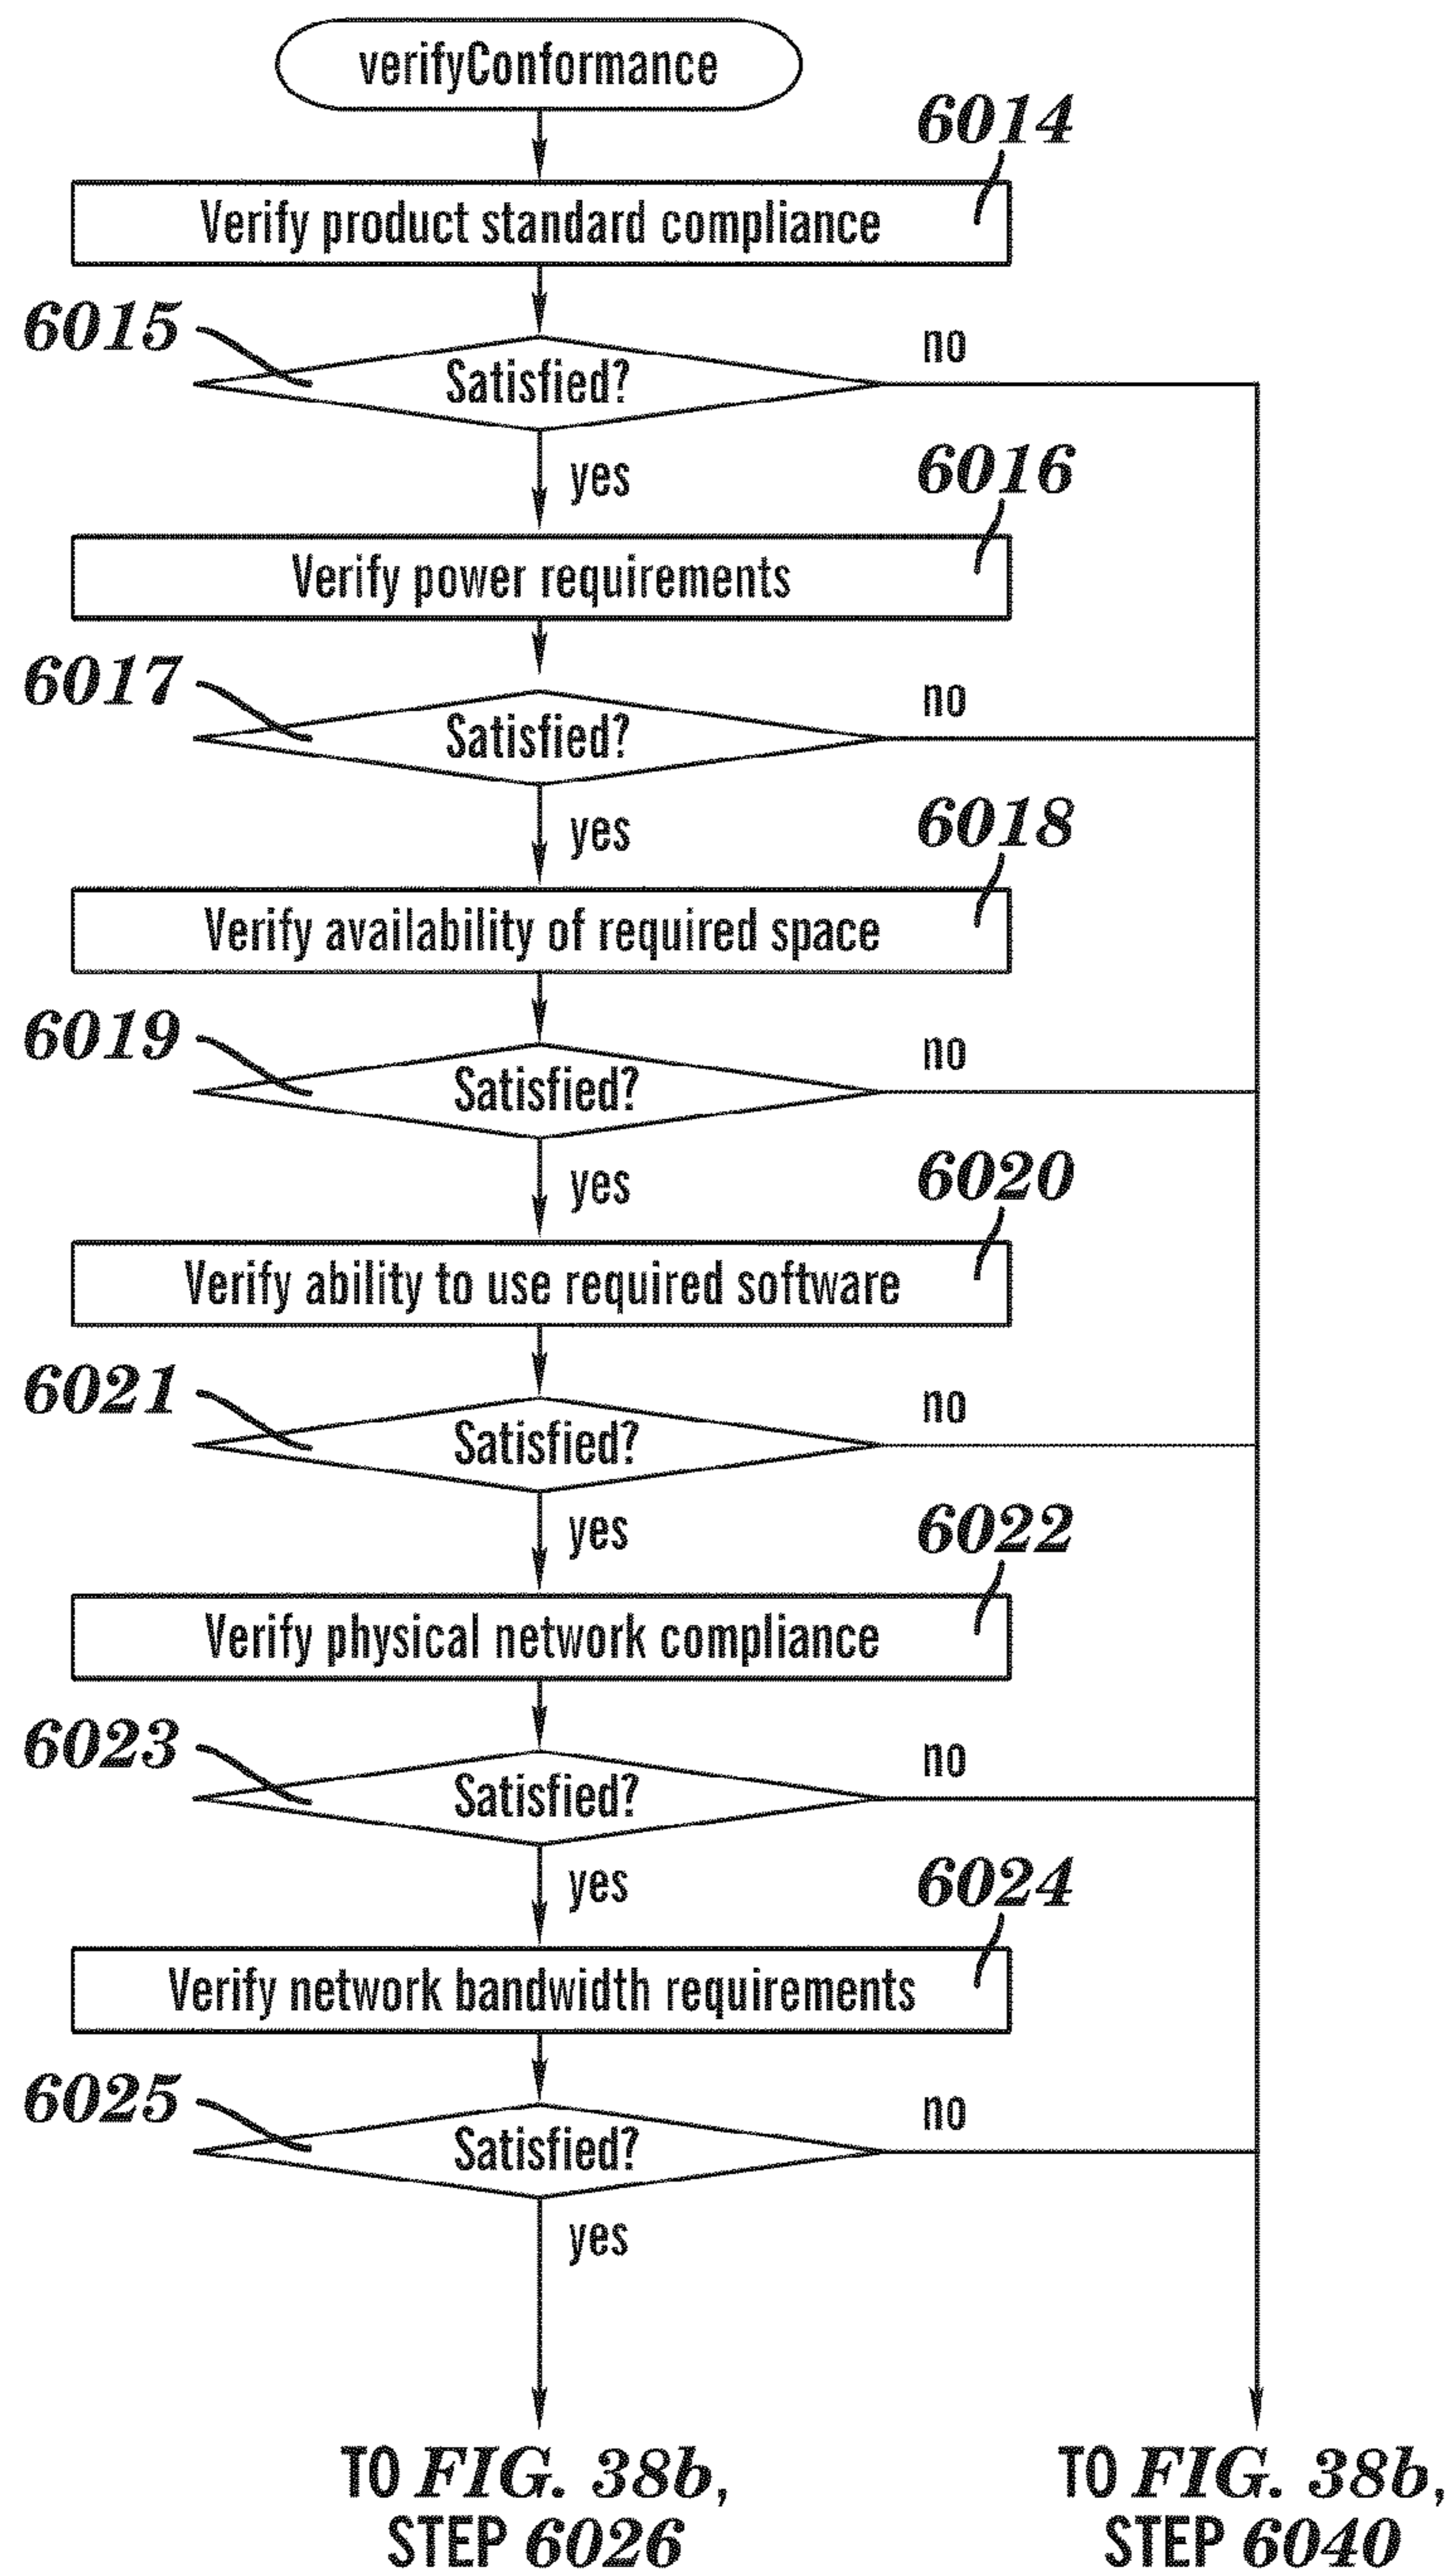 verifyConformance
6014
Verify product standard compliance
6015
Satisfied?
no
yes
6016
Verify power requirements
6017
Satisfied?
no
yes
6018
Verify availability of required space
6019
Satisfied?
no
yes
6020
Verify ability to use required software
6021
Satisfied?
no
yes
6022
Verify physical network compliance
6023
Satisfied?
no
yes
6024
Verify network bandwidth requirements
6025
Satisfied?
no
yes
TO FIG. 38b,
STEP 6026
TO FIG. 38b,
STEP 6040